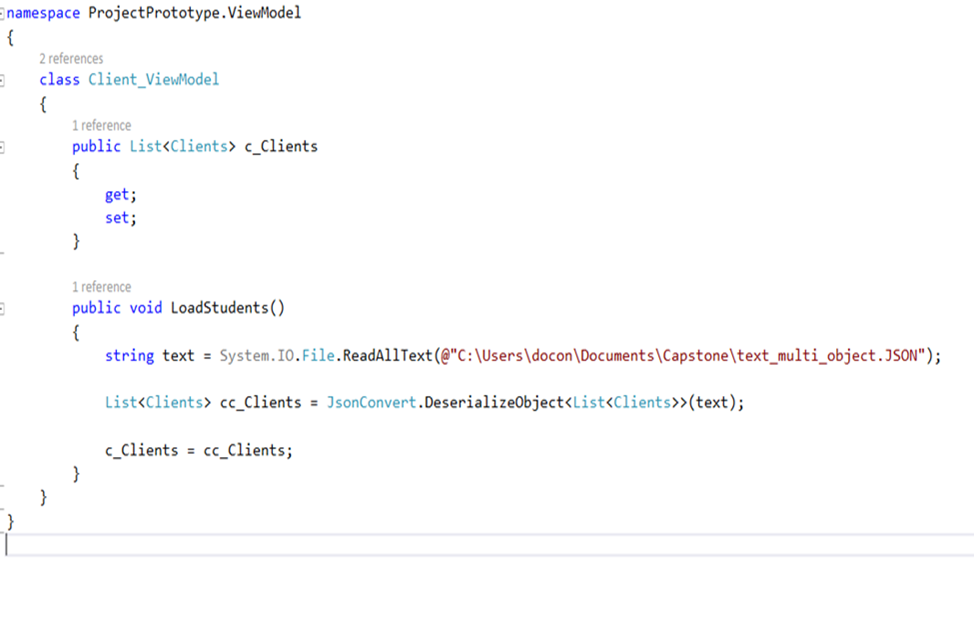 namespace ProjectPrototype.ViewModel
{
2 references
class Client_ViewModel
{
1 reference
public List<Clients> c_Clients
{
get;
set;
}
1 reference
public void LoadStudents()
{
string text = System.IO.File.ReadAllText(@"C:\Users\docon\Documents\Capstone\text_multi_object.JSON");
List<Clients> cc_Clients = JsonConvert.DeserializeObject<List<Clients>>(text);
c_Clients = cc_Clients;
}
}
}